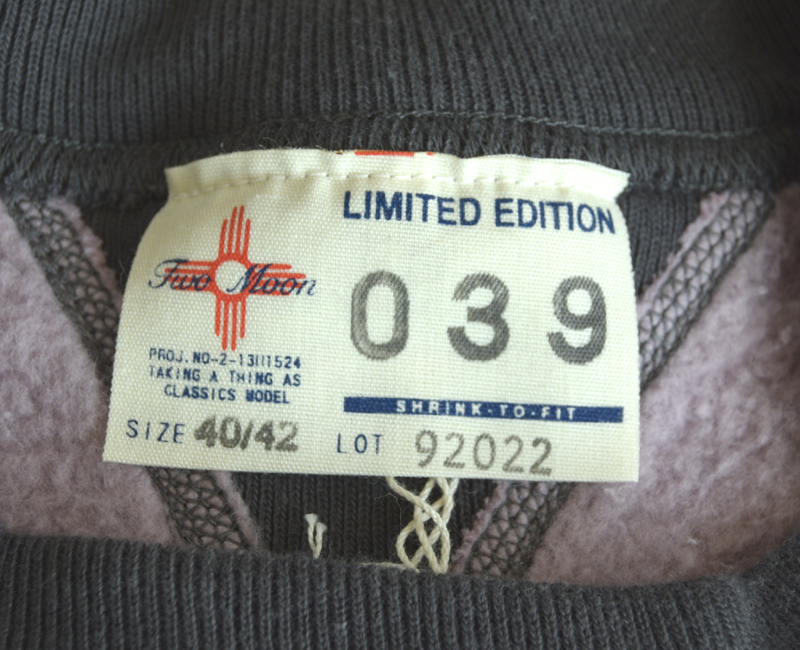 LIMITED EDITION
Two Moon
039
PROJ.NO-2-13111524
TAKING A THING AS
CLASSICS MODEL
SHRINK-TO-FIT
SIZE 40/42
LOT 92022